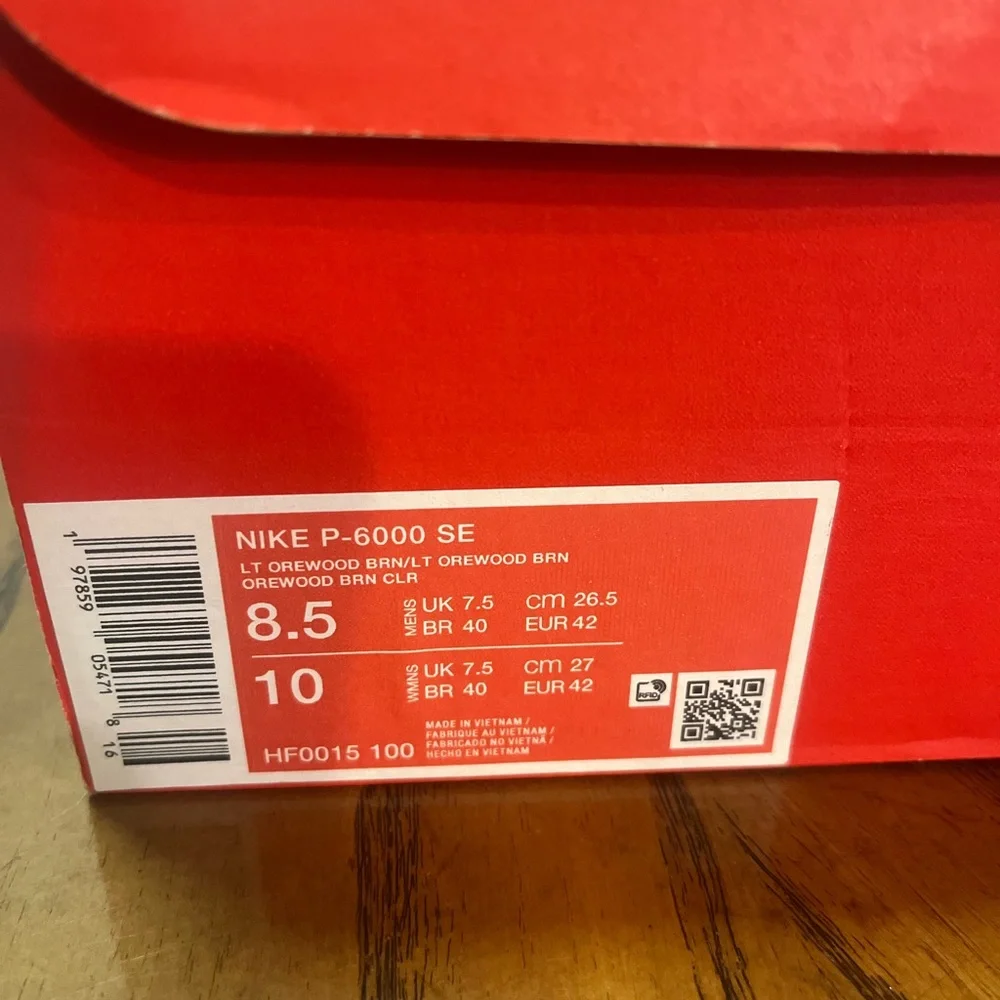 NIKE P-6000 SE
LT OREWOOD BRN/LT OREWOOD BRN
OREWOOD BRN CLR
8.5 MENS UK 7.5 CM 26.5
BR 40 EUR 42
10 WMNS UK 7.5 CM 27
BR 40 EUR 42
RFID
HF0015 100
MADE IN VIETNAM /
FABRIQUE AU VIETNAM /
FABRICADO NO VIETNÃ /
HECHO EN VIETNAM
1 97859 05471 8 16